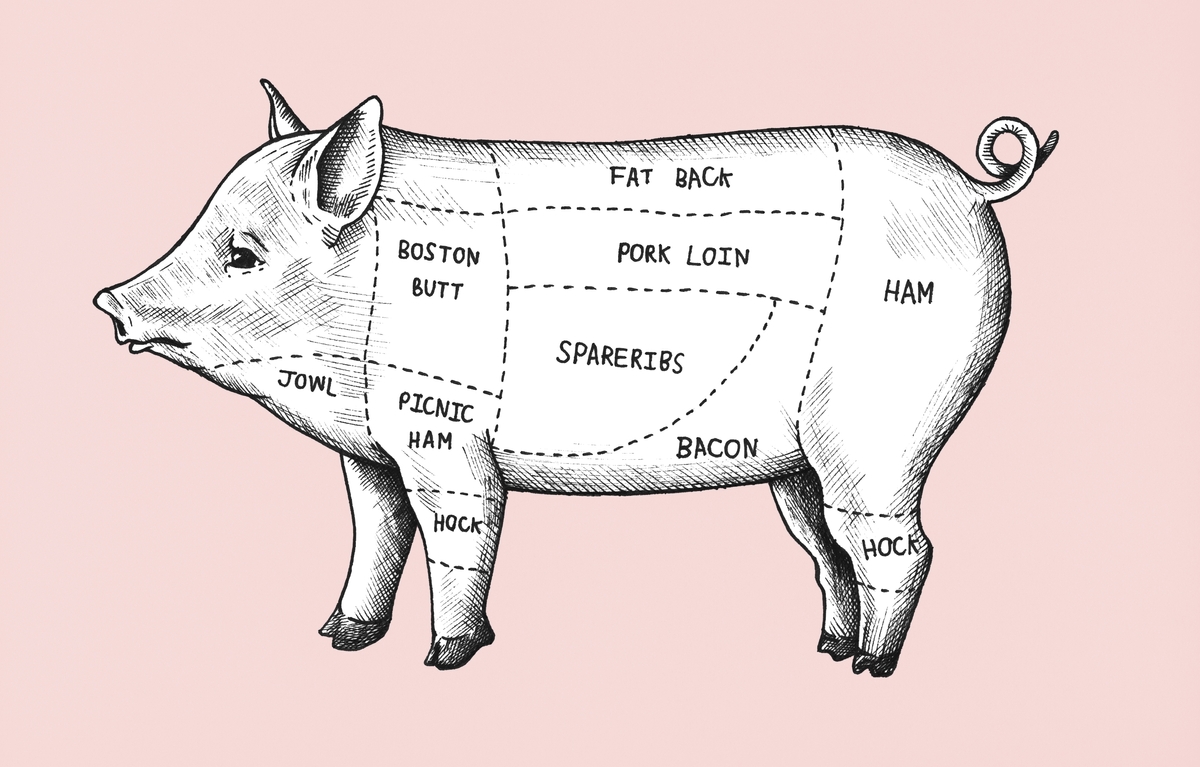 FAT BACK
BOSTON
BUTT
PORK LOIN
HAM
SPARERIBS
JOWL
PICNIC
HAM
BACON
HOCK
HOCK